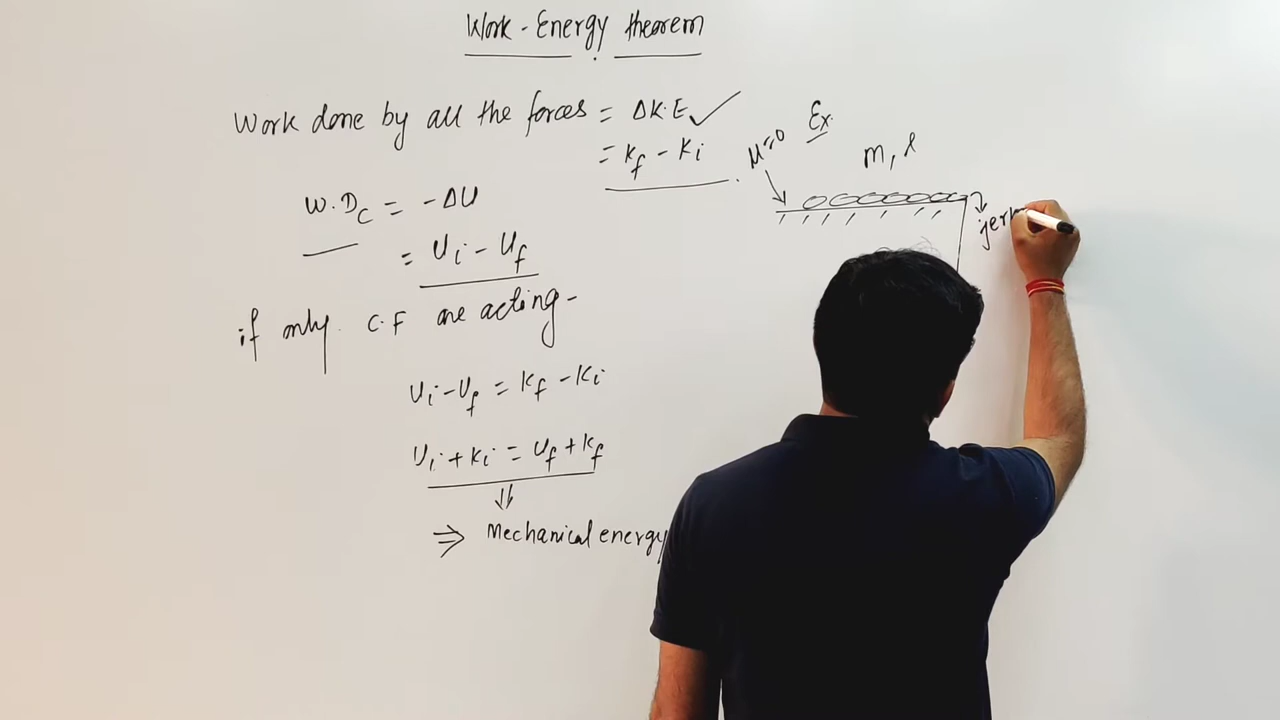 Work - Energy theorem
Work done by all the forces = ΔK.E ✓
= Kf - Ki
W.Dc = -ΔU
= Ui - Uf
if only C.F are acting -
Ui - Uf = Kf - Ki
Ui + Ki = Uf + Kf
⇓
⇒ Mechanical energy
Ex.
μ=0
m, l